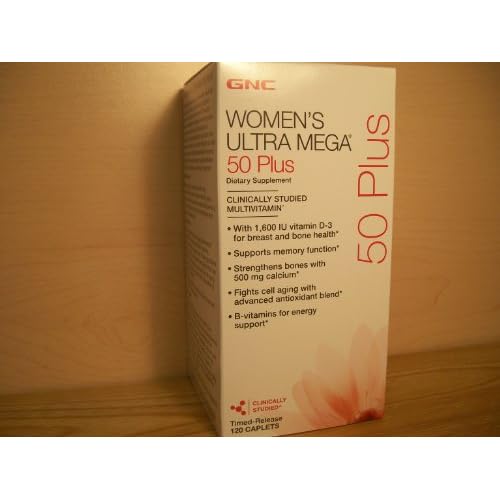 GNC
WOMEN'S
ULTRA MEGA®
50 Plus
Dietary Supplement
CLINICALLY STUDIED
MULTIVITAMIN^
• With 1,600 IU vitamin D-3
for breast and bone health*
• Supports memory function*
• Strengthens bones with
500 mg calcium*
• Fights cell aging with
advanced antioxidant blend*
• B-vitamins for energy
support*
CLINICALLY
STUDIED^
Timed-Release
120 CAPLETS
50 Plus